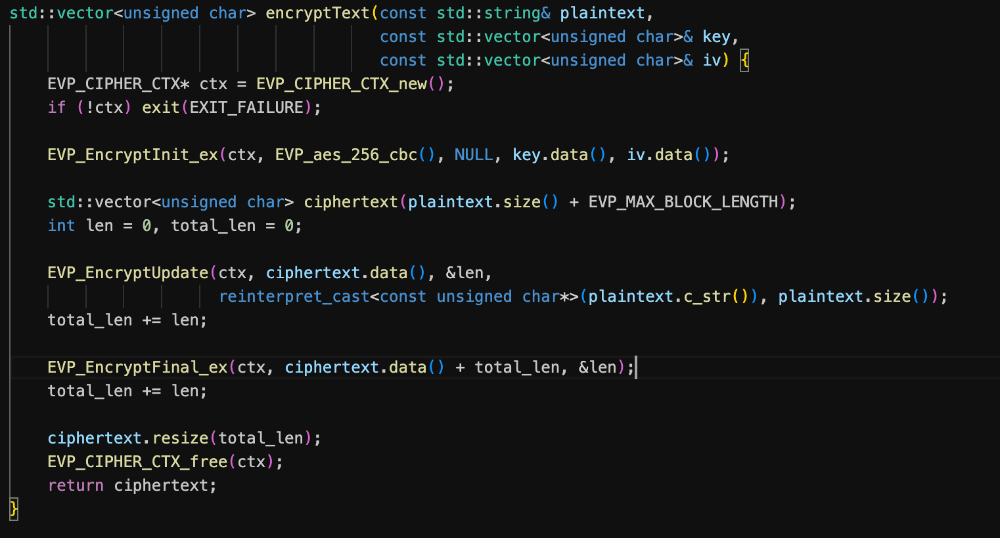 std::vector<unsigned char> encryptText(const std::string& plaintext,
                                       const std::vector<unsigned char>& key,
                                       const std::vector<unsigned char>& iv) {
    EVP_CIPHER_CTX* ctx = EVP_CIPHER_CTX_new();
    if (!ctx) exit(EXIT_FAILURE);

    EVP_EncryptInit_ex(ctx, EVP_aes_256_cbc(), NULL, key.data(), iv.data());

    std::vector<unsigned char> ciphertext(plaintext.size() + EVP_MAX_BLOCK_LENGTH);
    int len = 0, total_len = 0;

    EVP_EncryptUpdate(ctx, ciphertext.data(), &len,
                      reinterpret_cast<const unsigned char*>(plaintext.c_str()), plaintext.size());
    total_len += len;

    EVP_EncryptFinal_ex(ctx, ciphertext.data() + total_len, &len);
    total_len += len;

    ciphertext.resize(total_len);
    EVP_CIPHER_CTX_free(ctx);
    return ciphertext;
}